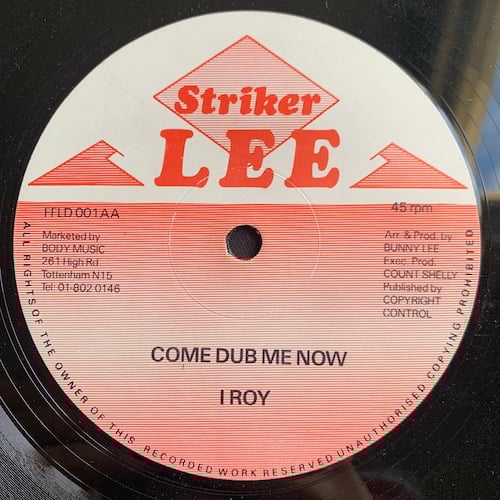 Striker
LEE
FFLD 001AA
45 rpm
Marketed by
BODY MUSIC
261 High Rd.
Tottenham N15
Tel: 01-802 0146
Arr. & Prod. by
BUNNY LEE
Exec. Prod.
COUNT SHELLY
Published by
COPYRIGHT
CONTROL
COME DUB ME NOW
I ROY
ALL RIGHTS OF THE OWNER OF THIS RECORDED WORK RESERVED UNAUTHORISED COPYING PROHIBITED